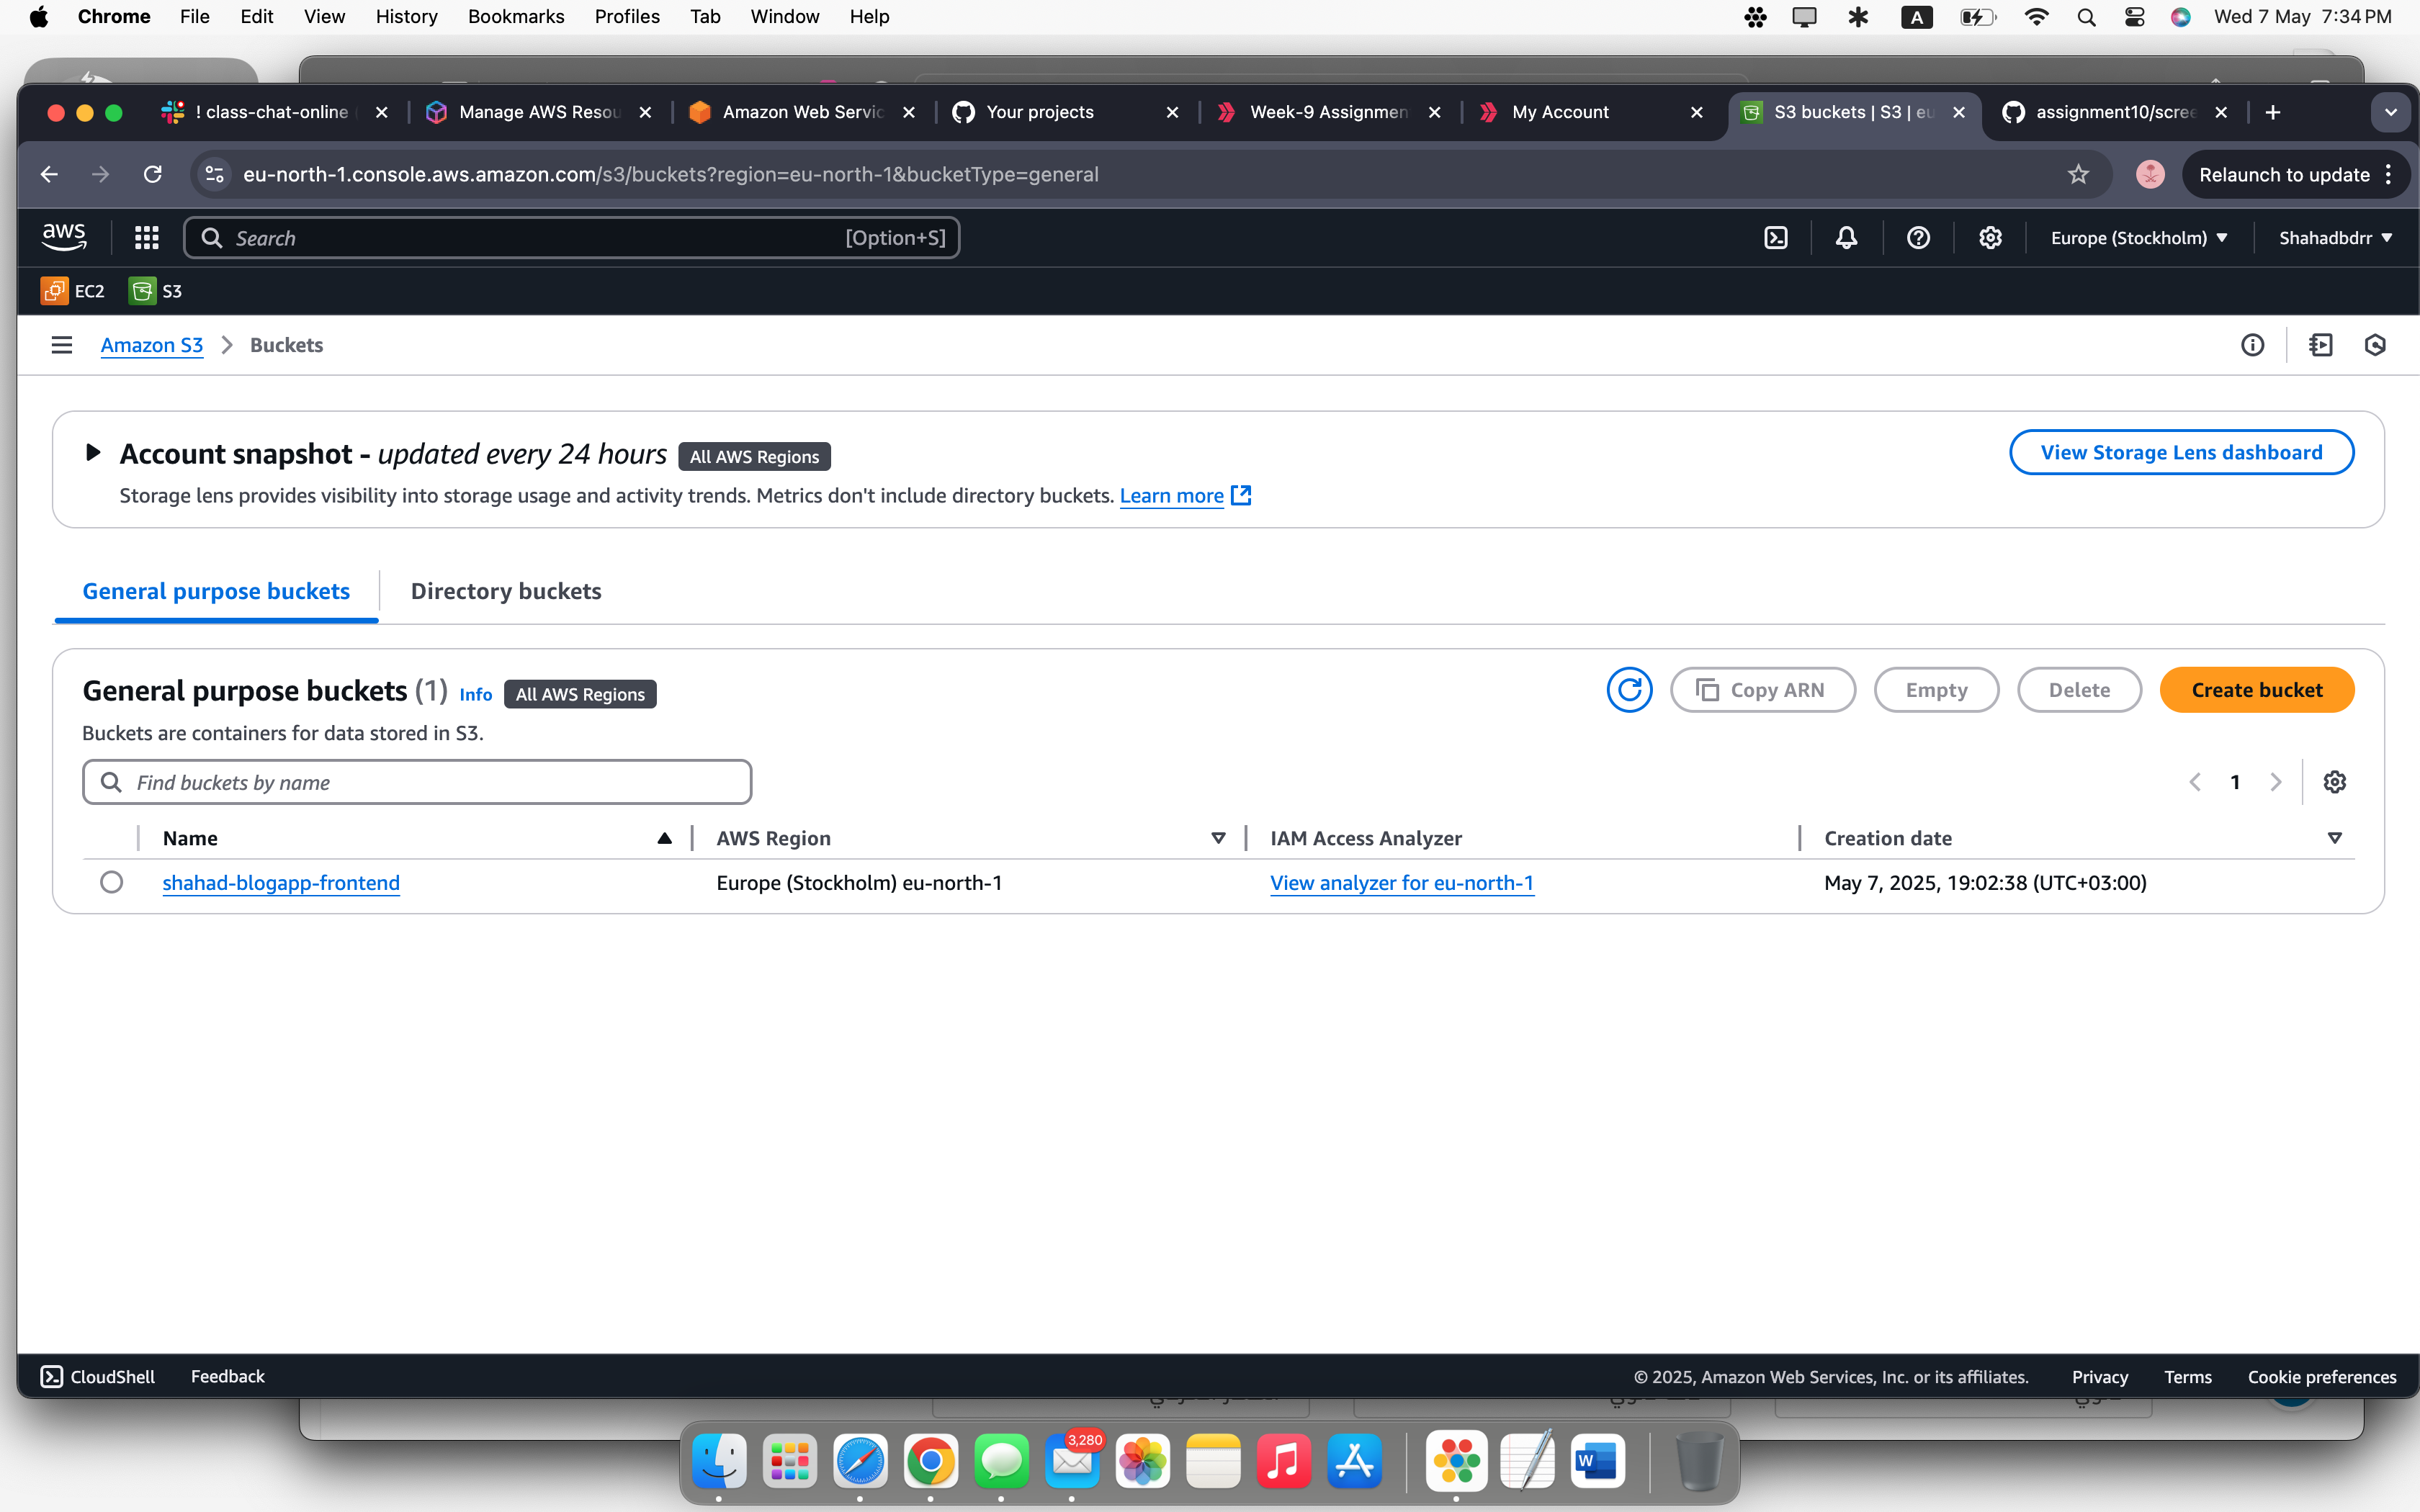 Chrome File Edit View History Bookmarks Profiles Tab Window Help A Wed 7 May 7:34 PM
! class-chat-online Manage AWS Resou Amazon Web Servic Your projects Week-9 Assignmen My Account S3 buckets | S3 | eu assignment10/scree
eu-north-1.console.aws.amazon.com/s3/buckets?region=eu-north-1&bucketType=general Relaunch to update
aws Search [Option+S] Europe (Stockholm) Shahadbdrr
EC2 S3
Amazon S3 Buckets
Account snapshot - updated every 24 hours All AWS Regions View Storage Lens dashboard
Storage lens provides visibility into storage usage and activity trends. Metrics don't include directory buckets. Learn more
General purpose buckets Directory buckets
General purpose buckets (1) Info All AWS Regions Copy ARN Empty Delete Create bucket
Buckets are containers for data stored in S3.
Find buckets by name 1
Name AWS Region IAM Access Analyzer Creation date
shahad-blogapp-frontend Europe (Stockholm) eu-north-1 View analyzer for eu-north-1 May 7, 2025, 19:02:38 (UTC+03:00)
CloudShell Feedback © 2025, Amazon Web Services, Inc. or its affiliates. Privacy Terms Cookie preferences
3,280
W